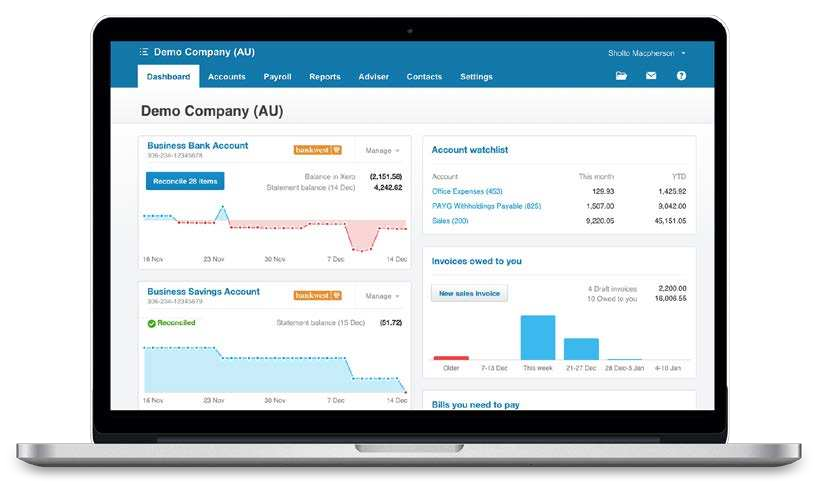 Demo Company (AU)
Sholto Macpherson
Dashboard Accounts Payroll Reports Adviser Contacts Settings
?
Demo Company (AU)
Business Bank Account
306-234-12345678
bankwest
Manage
Reconcile 28 items
Balance in Xero (2,151.58)
Statement balance (14 Dec) 4,242.62
16 Nov 23 Nov 30 Nov 7 Dec 14 Dec
Business Savings Account
306-234-12345679
bankwest
Manage
Reconciled
Statement balance (15 Dec) (51.72)
16 Nov 23 Nov 30 Nov 7 Dec 14 Dec
Account watchlist
Account This month YTD
Office Expenses (453) 129.93 1,425.92
PAYG Withholdings Payable (825) 1,507.00 9,042.00
Sales (200) 9,220.05 45,151.05
Invoices owed to you
New sales invoice
4 Draft invoices 2,200.00
10 Owed to you 16,006.55
Older 7-13 Dec This week 21-27 Dec 28 Dec-3 Jan 4-10 Jan
Bills you need to pay